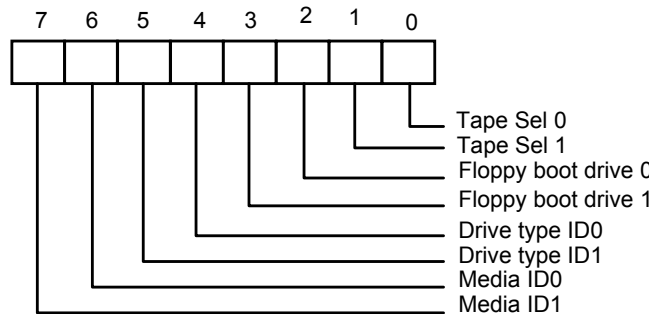 7 6 5 4 3 2 1 0
Tape Sel 0
Tape Sel 1
Floppy boot drive 0
Floppy boot drive 1
Drive type ID0
Drive type ID1
Media ID0
Media ID1